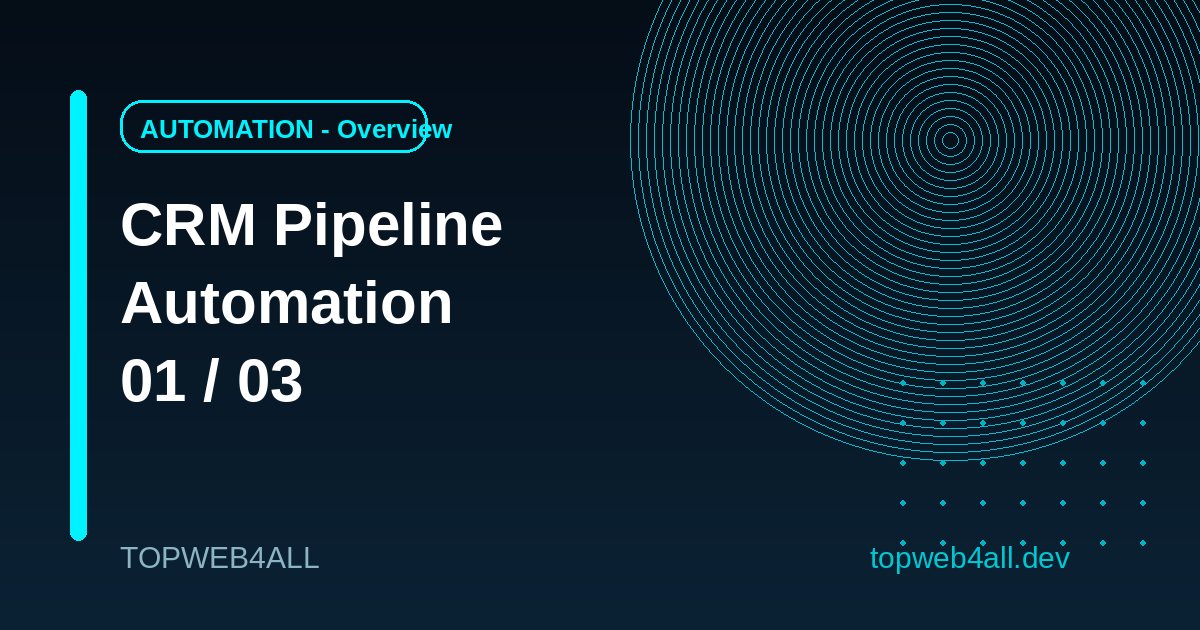 AUTOMATION - Overview
CRM Pipeline
Automation
01 / 03
TOPWEB4ALL
topweb4all.dev